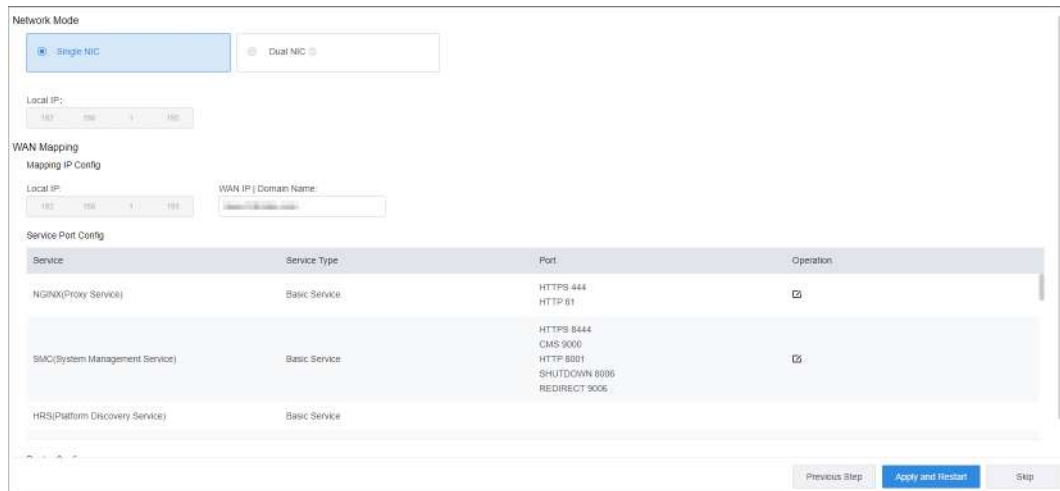 Network Mode
Single NIC
Dual NIC
Local IP:
1
WAN Mapping
Mapping IP Config
Local IP:
WAN IP | Domain Name:
1
Service Port Config
Service Service Type Port Operation
NGINX(Proxy Service) Basic Service HTTPS 444
HTTP 81
SMC(System Management Service) Basic Service HTTPS 8444
CMS 9000
HTTP 8001
SHUTDOWN 8006
REDIRECT 9006
HRS(Platform Discovery Service) Basic Service
Previous Step Apply and Restart Skip